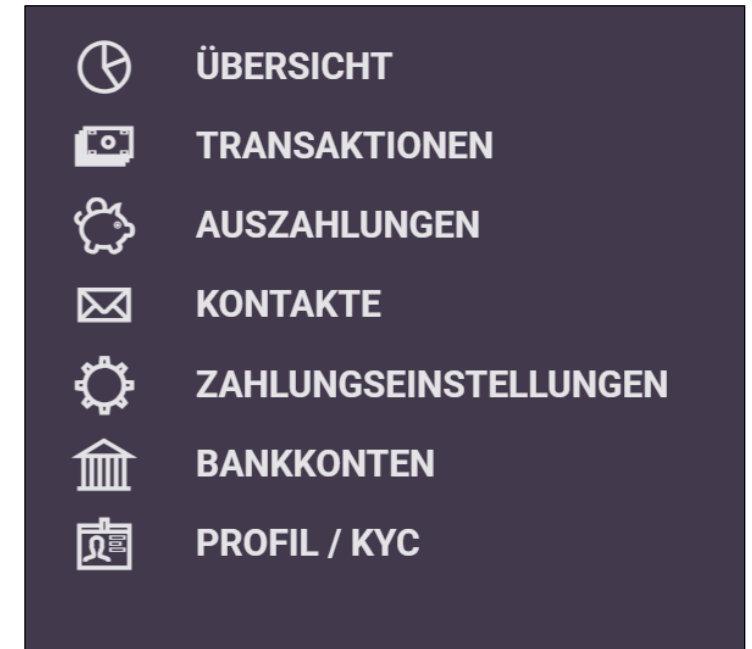 ÜBERSICHT
TRANSAKTIONEN
AUSZAHLUNGEN
KONTAKTE
ZAHLUNGSEINSTELLUNGEN
BANKKONTEN
PROFIL / KYC